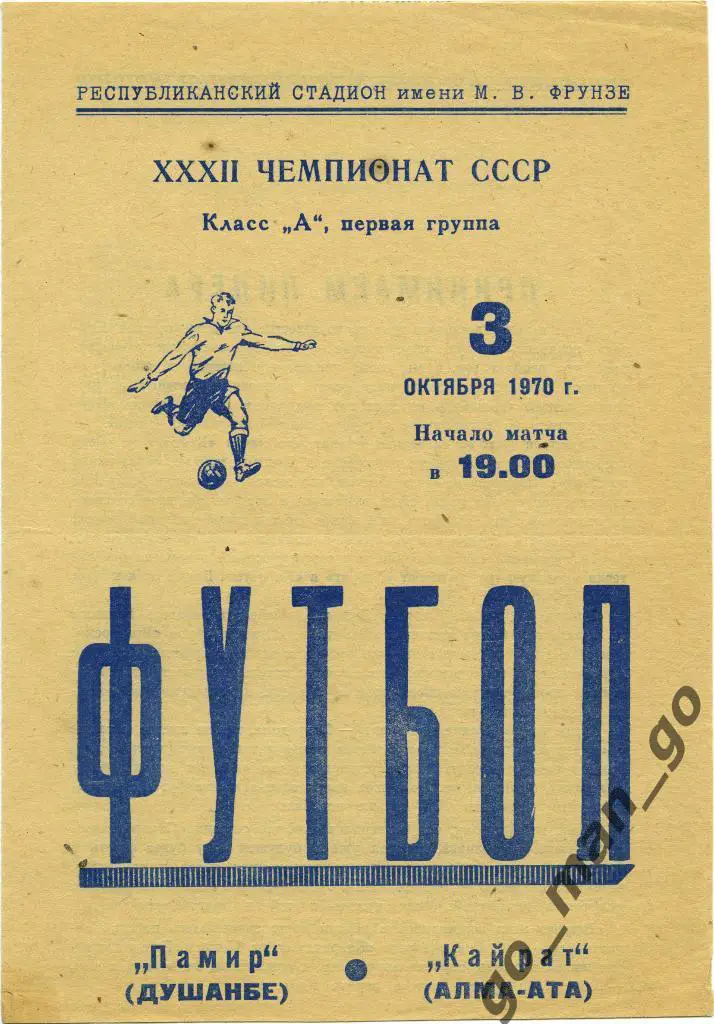 РЕСПУБЛИКАНСКИЙ СТАДИОН имени М. В. ФРУНЗЕ
XXXII ЧЕМПИОНАТ СССР
Класс „А“, первая группа
3
ОКТЯБРЯ 1970 г.
Начало матча
в 19.00
ФУТБОЛ
„Памир“ ● „Кайрат“
(ДУШАНБЕ) (АЛМА-АТА)
go_man_go